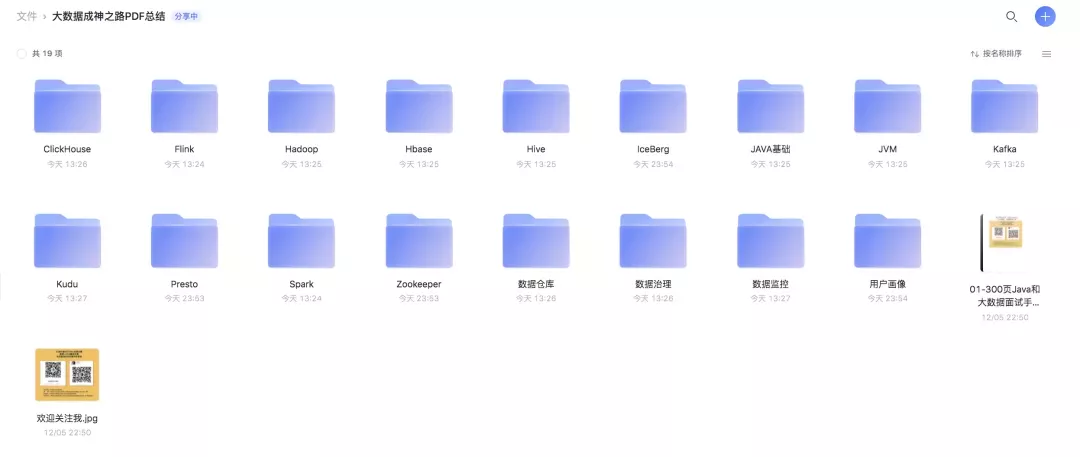 文件 › 大数据成神之路PDF总结 分享中
共 19 项
按名称排序
ClickHouse
今天 13:26
Flink
今天 13:24
Hadoop
今天 13:25
Hbase
今天 13:25
Hive
今天 13:25
IceBerg
今天 23:54
JAVA基础
今天 13:25
JVM
今天 13:25
Kafka
今天 13:25
Kudu
今天 13:27
Presto
今天 23:53
Spark
今天 13:24
Zookeeper
今天 23:53
数据仓库
今天 13:26
数据治理
今天 13:26
数据监控
今天 13:27
用户画像
今天 23:54
01-300页Java和
大数据面试手...
12/05 22:50
欢迎关注我.jpg
12/05 22:50